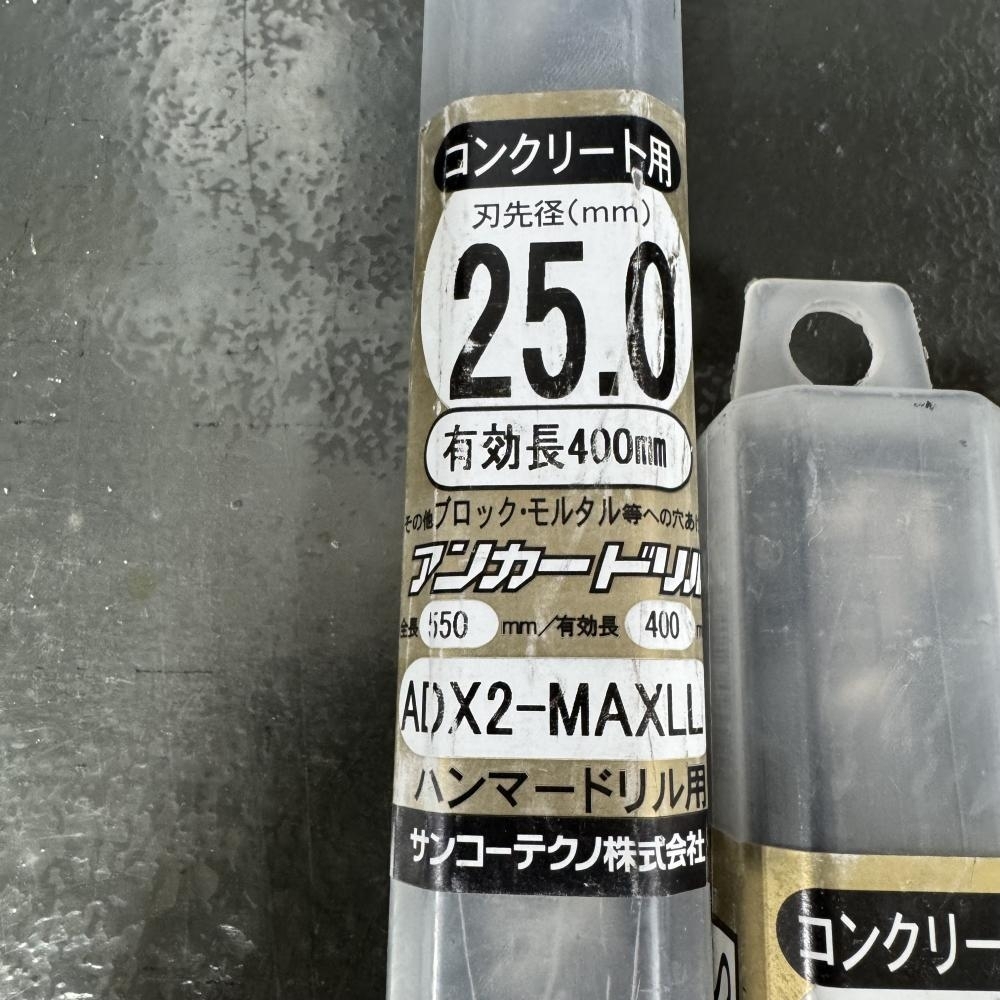 コンクリート用
刃先径(mm)
25.0
有効長400mm
その他ブロック・モルタル等への穴あけ
アンカードリル
全長 550 mm/有効長 400 m
ADX2-MAXLL
ハンマードリル用
サンコーテクノ株式会社
コンクリー